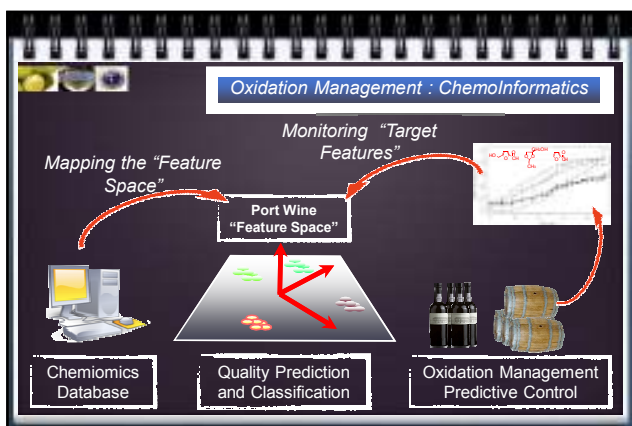 Oxidation Management : ChemoInformatics
Monitoring “Target
Features”
Mapping the “Feature
Space”
Port Wine
“Feature Space”
Chemiomics
Database
Quality Prediction
and Classification
Oxidation Management
Predictive Control